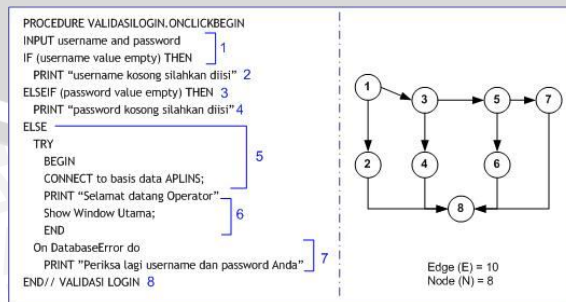 PROCEDURE VALIDASILOGIN.ONCLICKBEGIN
INPUT username and password
1
IF (username value empty) THEN
PRINT “username kosong silahkan diisi” 2
ELSEIF (password value empty) THEN 3
PRINT “password kosong silahkan diisi” 4
ELSE
TRY
BEGIN
5
CONNECT to basis data APLINS;
PRINT “Selamat datang Operator”
Show Window Utama;
6
END
On DatabaseError do
PRINT “Periksa lagi username dan password Anda” 7
END// VALIDASI LOGIN 8
1
3
5
7
2
4
6
8
Edge (E) = 10
Node (N) = 8